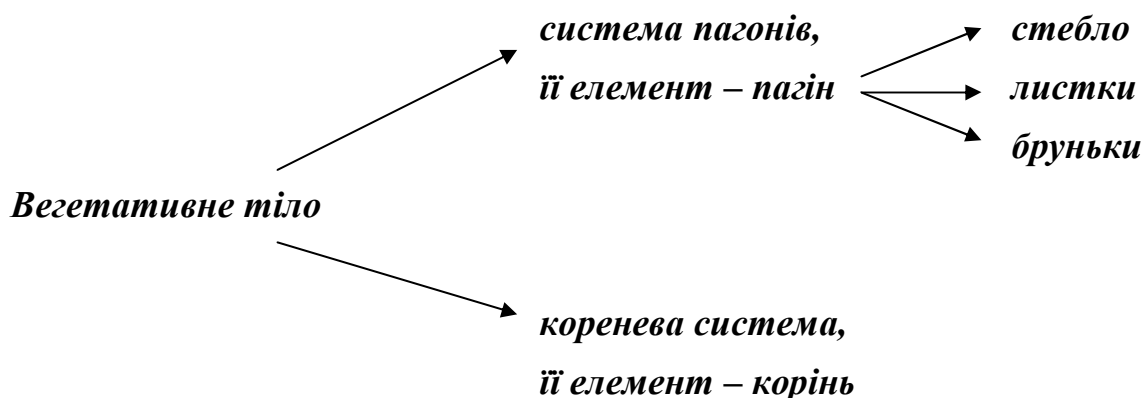 система пагонів,
її елемент – пагін
стебло
листки
бруньки
Вегетативне тіло
коренева система,
її елемент – корінь